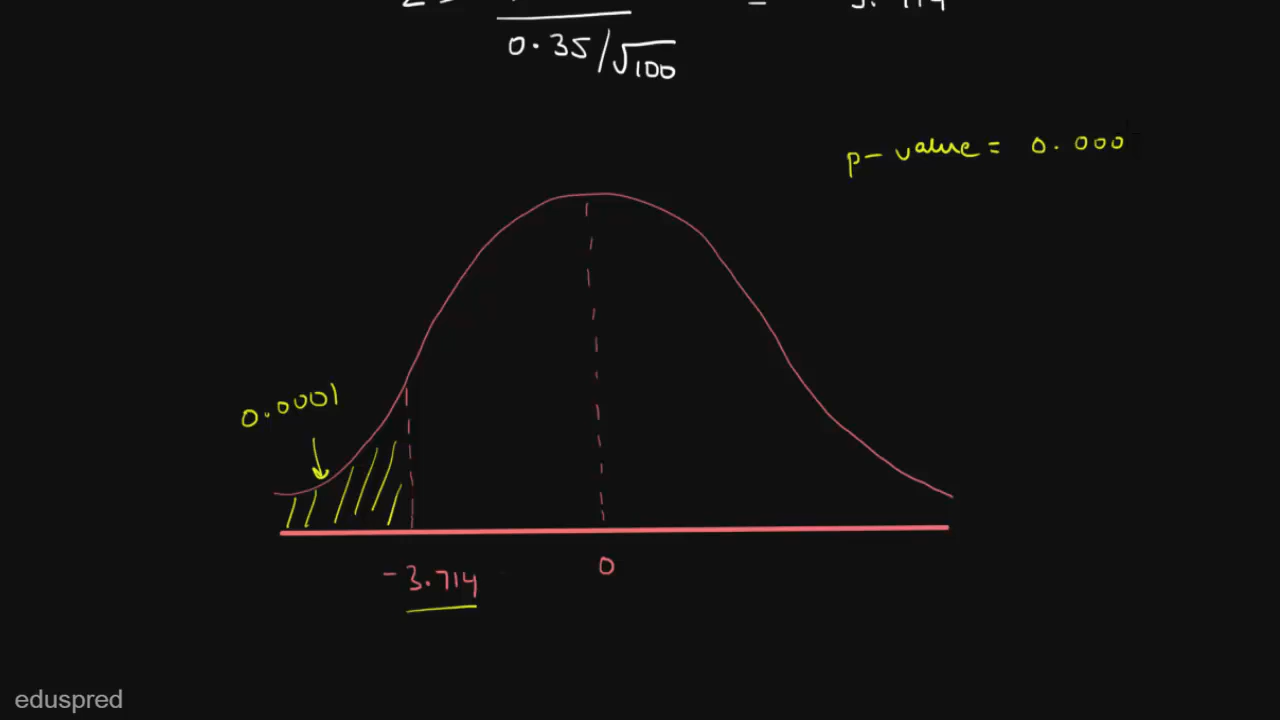 0.35/√100
p-value = 0.000
0.0001
-3.714
0
eduspred